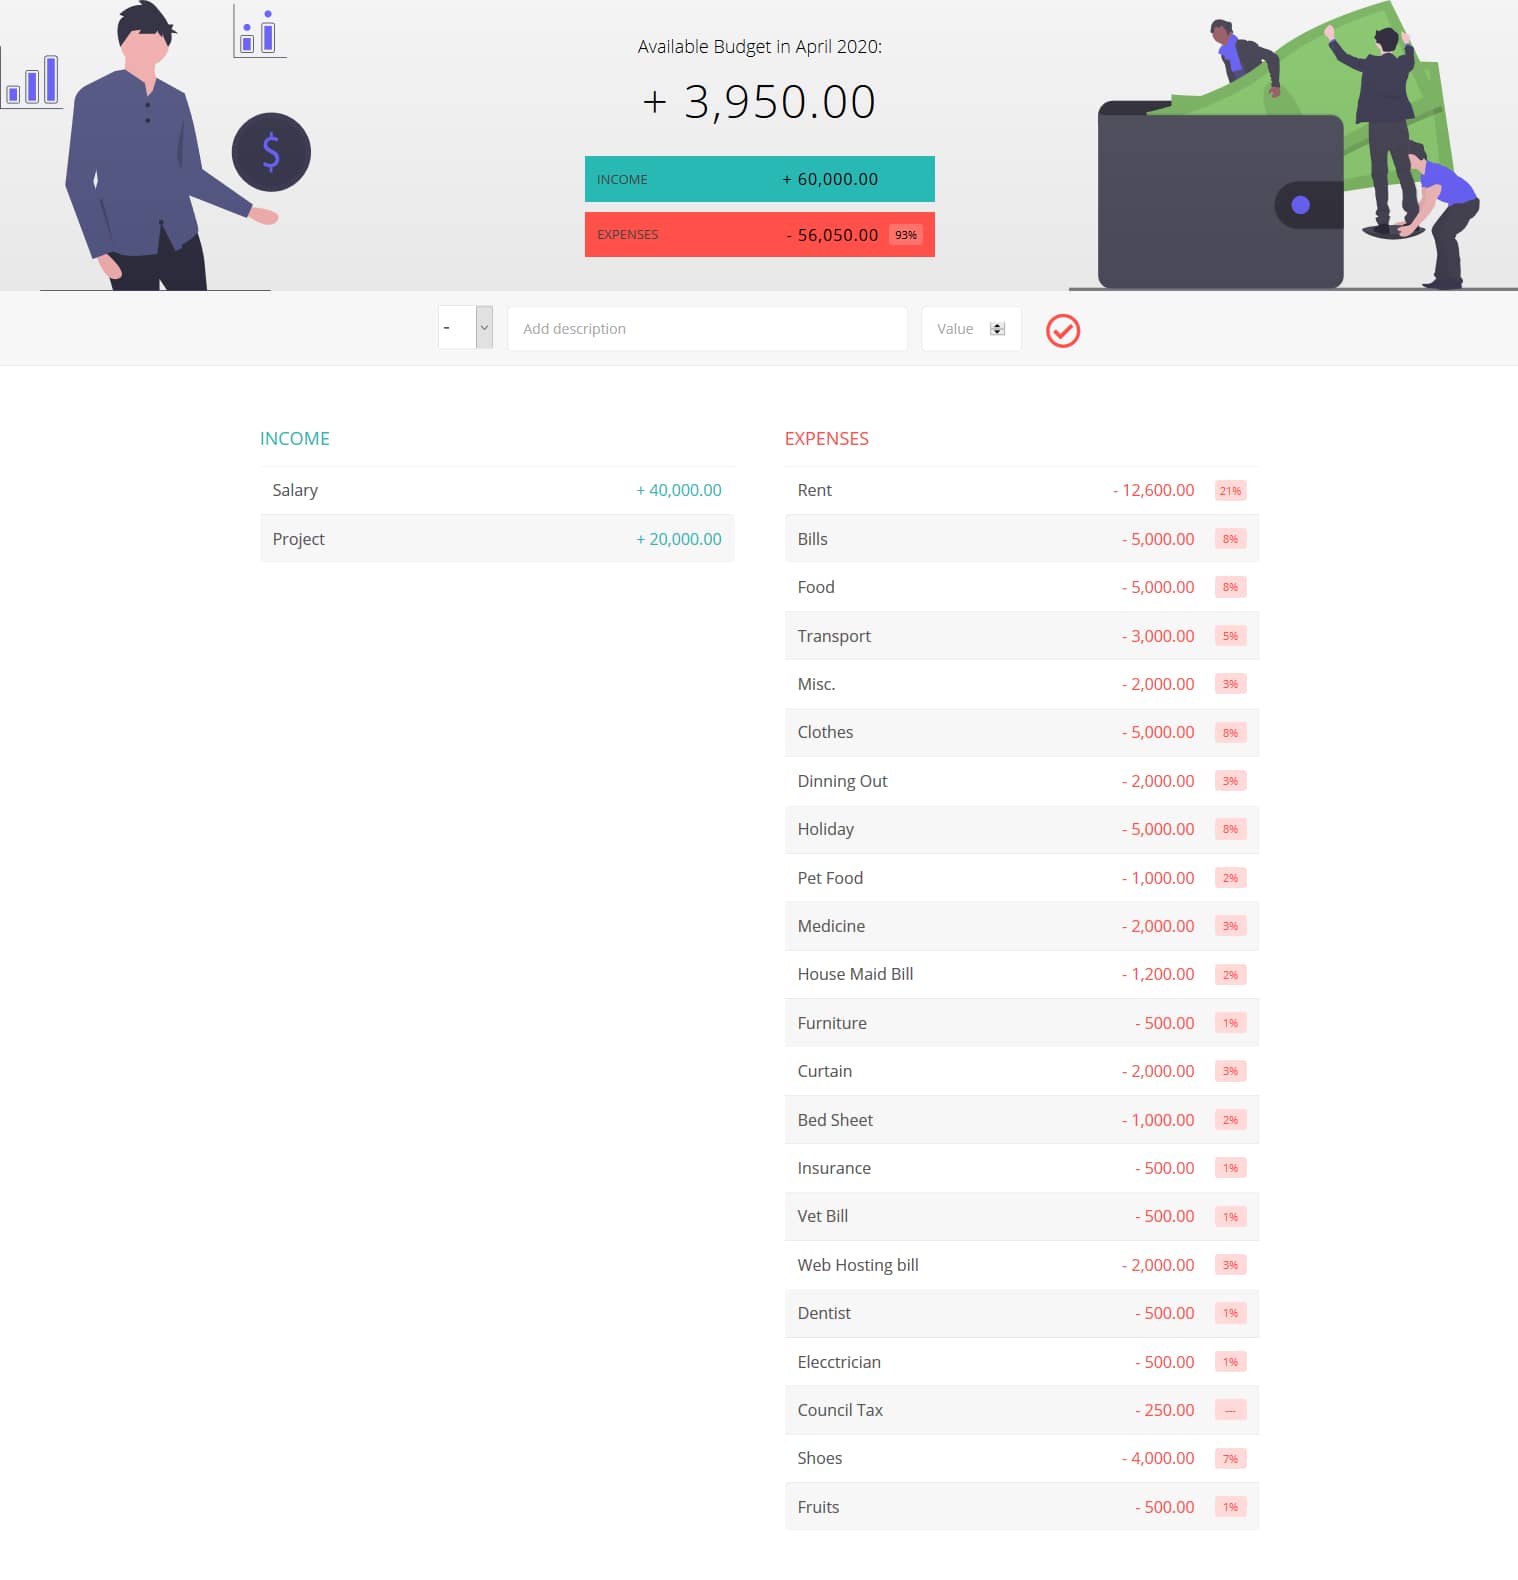 Available Budget in April 2020:
+ 3,950.00
INCOME + 60,000.00
EXPENSES - 56,050.00 93%
$
- Add description Value
INCOME
Salary + 40,000.00
Project + 20,000.00
EXPENSES
Rent - 12,600.00 21%
Bills - 5,000.00 8%
Food - 5,000.00 8%
Transport - 3,000.00 5%
Misc. - 2,000.00 3%
Clothes - 5,000.00 8%
Dinning Out - 2,000.00 3%
Holiday - 5,000.00 8%
Pet Food - 1,000.00 2%
Medicine - 2,000.00 3%
House Maid Bill - 1,200.00 2%
Furniture - 500.00 1%
Curtain - 2,000.00 3%
Bed Sheet - 1,000.00 2%
Insurance - 500.00 1%
Vet Bill - 500.00 1%
Web Hosting bill - 2,000.00 3%
Dentist - 500.00 1%
Elecctrician - 500.00 1%
Council Tax - 250.00 ---
Shoes - 4,000.00 7%
Fruits - 500.00 1%